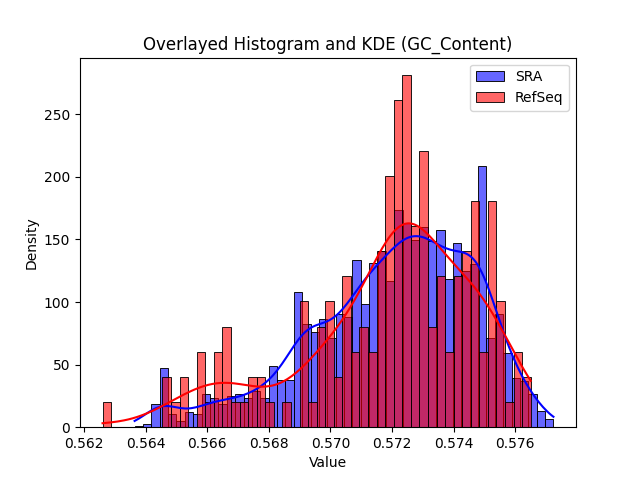 Overlayed Histogram and KDE (GC_Content)
SRA
RefSeq
250
200
150
100
50
0
Density
0.562 0.564 0.566 0.568 0.570 0.572 0.574 0.576
Value